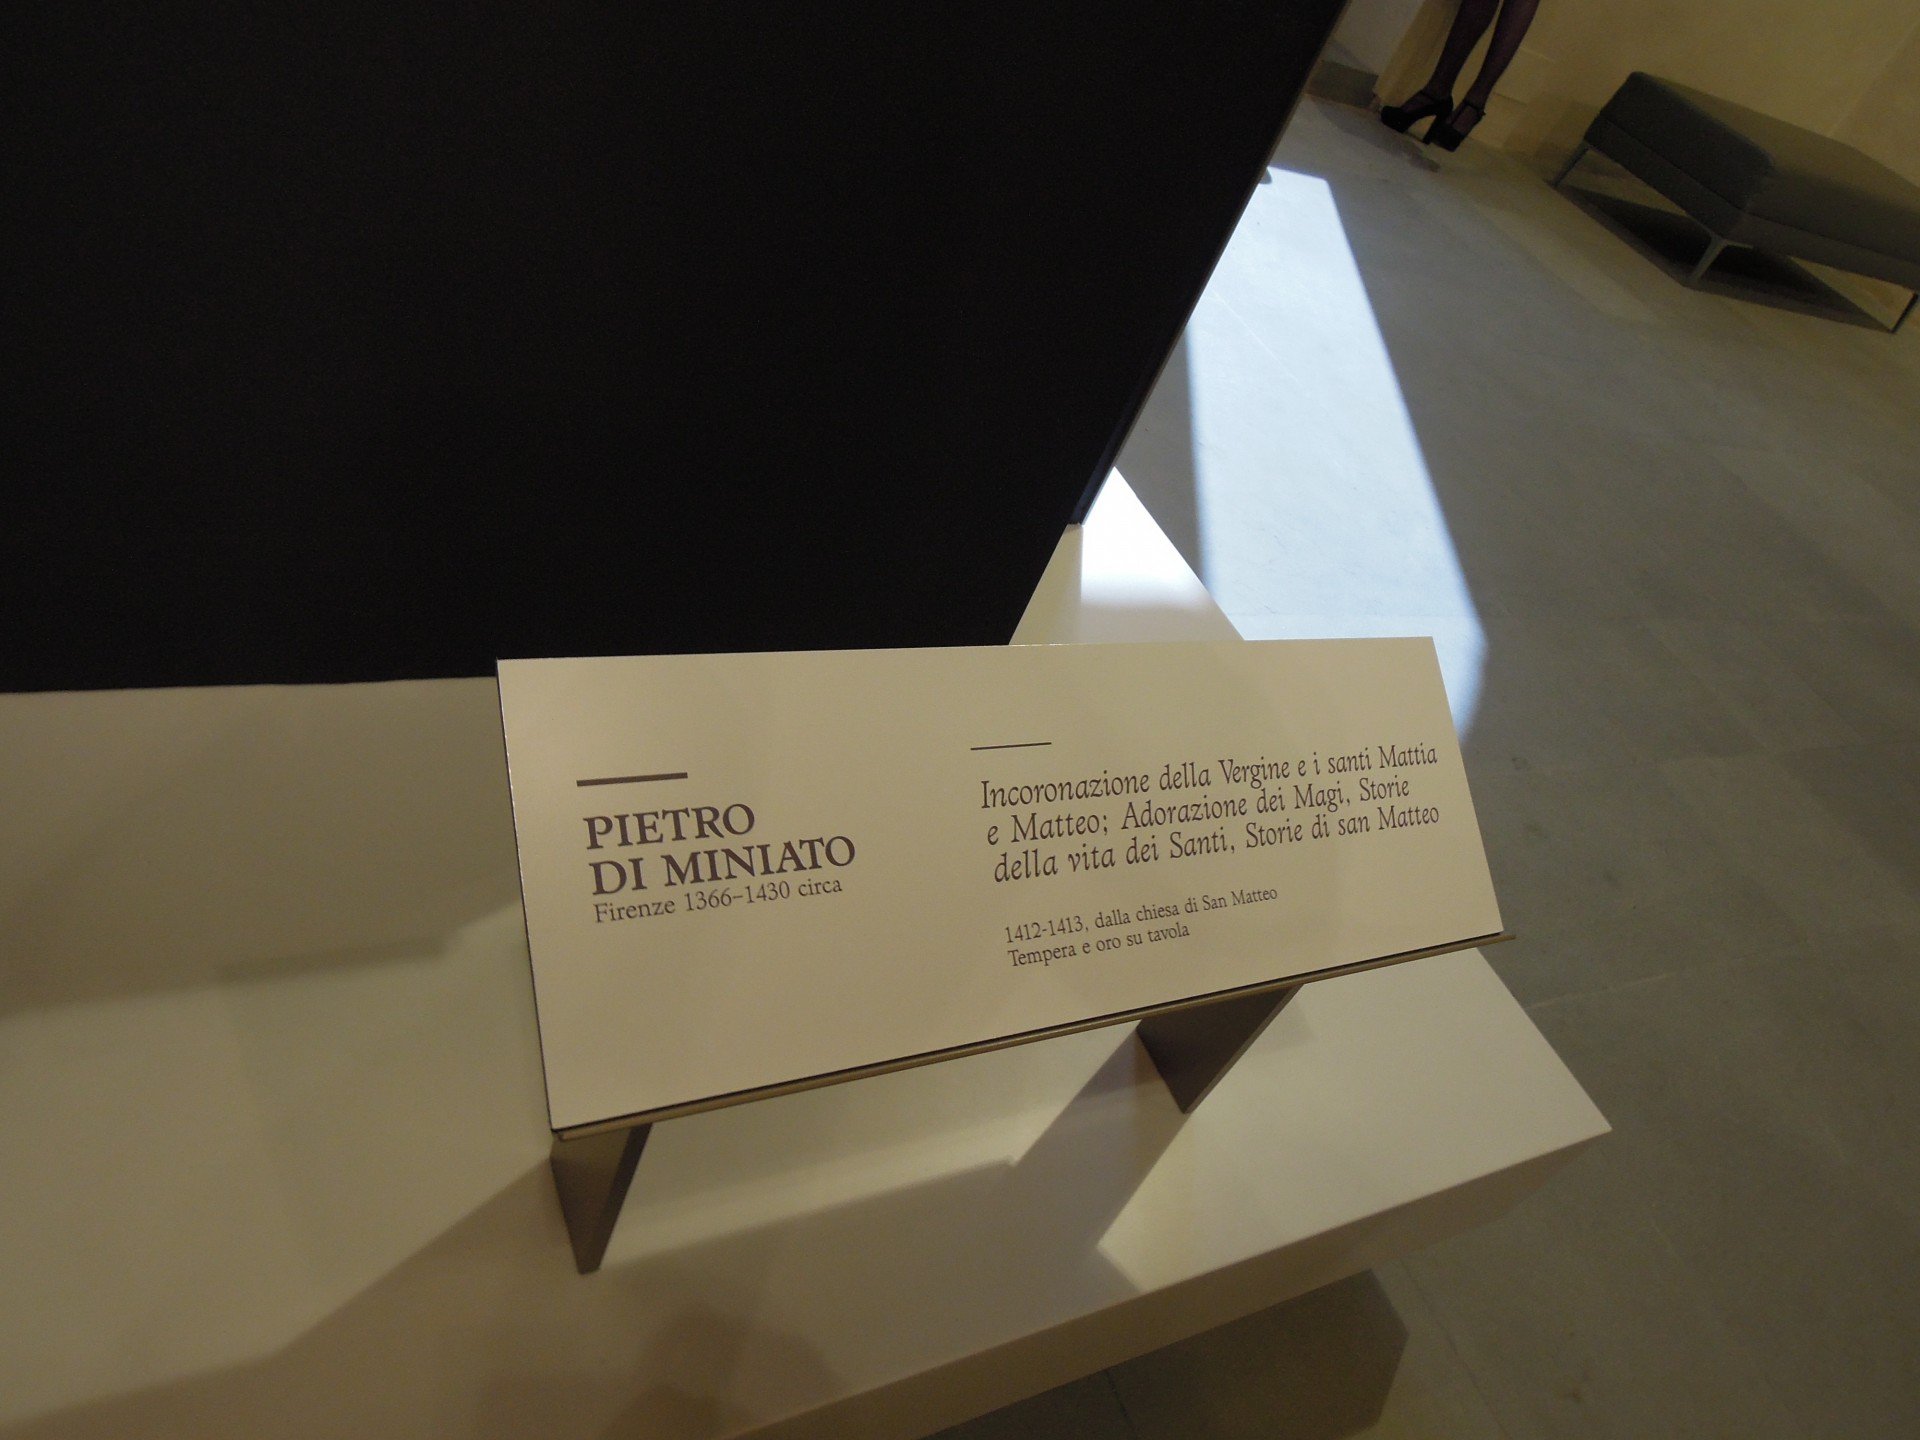 PIETRO
DI MINIATO
Firenze 1366–1430 circa
Incoronazione della Vergine e i santi Mattia
e Matteo; Adorazione dei Magi, Storie
della vita dei Santi, Storie di san Matteo
1412-1413, dalla chiesa di San Matteo
Tempera e oro su tavola